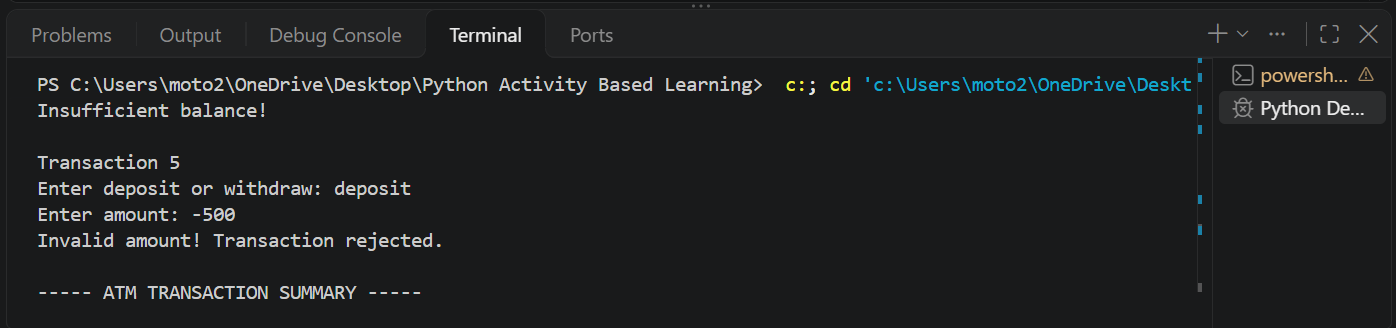 Problems Output Debug Console Terminal Ports
PS C:\Users\moto2\OneDrive\Desktop\Python Activity Based Learning>  c:; cd 'c:\Users\moto2\OneDrive\Deskt
Insufficient balance!
Transaction 5
Enter deposit or withdraw: deposit
Enter amount: -500
Invalid amount! Transaction rejected.
----- ATM TRANSACTION SUMMARY -----
powersh...
Python De...